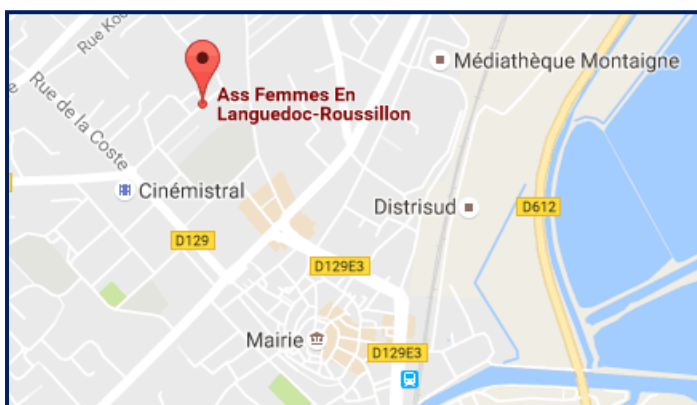 Rue Koe
Médiathèque Montaigne
Ass Femmes En
Languedoc-Roussillon
Rue de la Coste
Cinémistral
Distrisud
D612
D129
D129E3
Mairie
D129E3